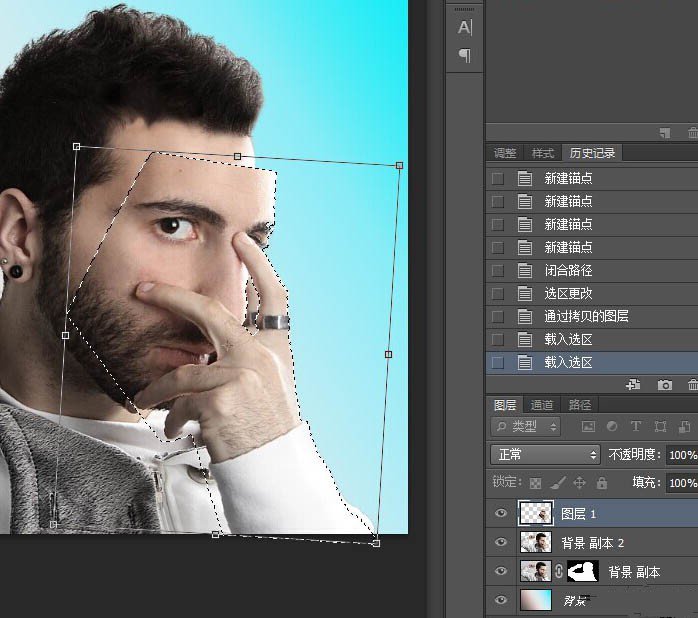 A|
调整 样式 历史记录
新建锚点
新建锚点
新建锚点
新建锚点
闭合路径
选区更改
通过拷贝的图层
载入选区
载入选区
图层 通道 路径
类型 T
正常 不透明度: 100%
锁定: 填充: 100%
图层 1
背景 副本 2
背景 副本
背景